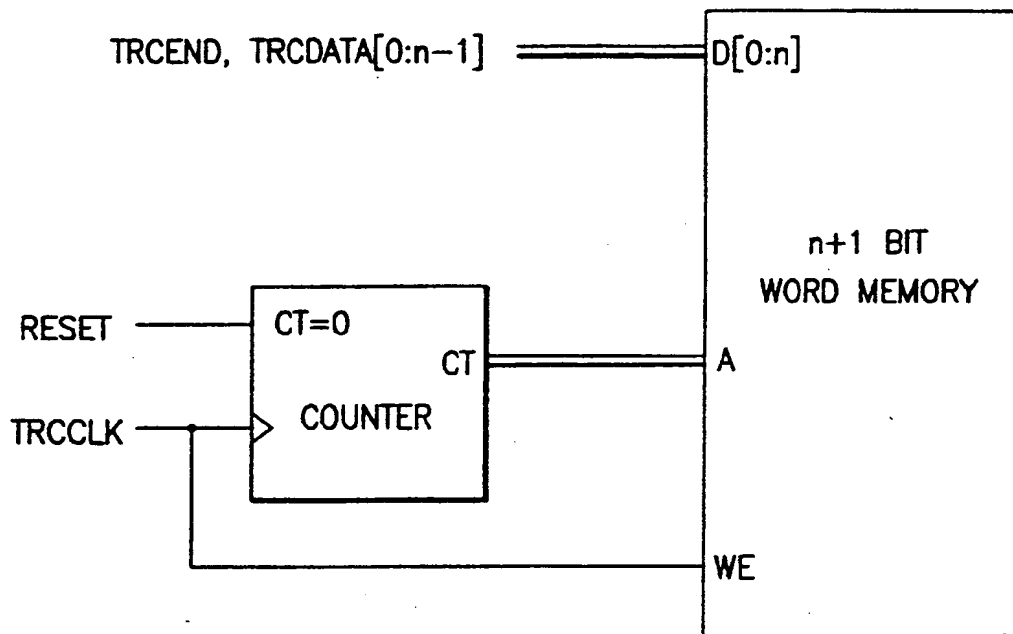 TRCEND, TRCDATA[0:n-1]
D[0:n]
n+1 BIT
WORD MEMORY
RESET
CT=0
CT
A
TRCCLK
COUNTER
WE